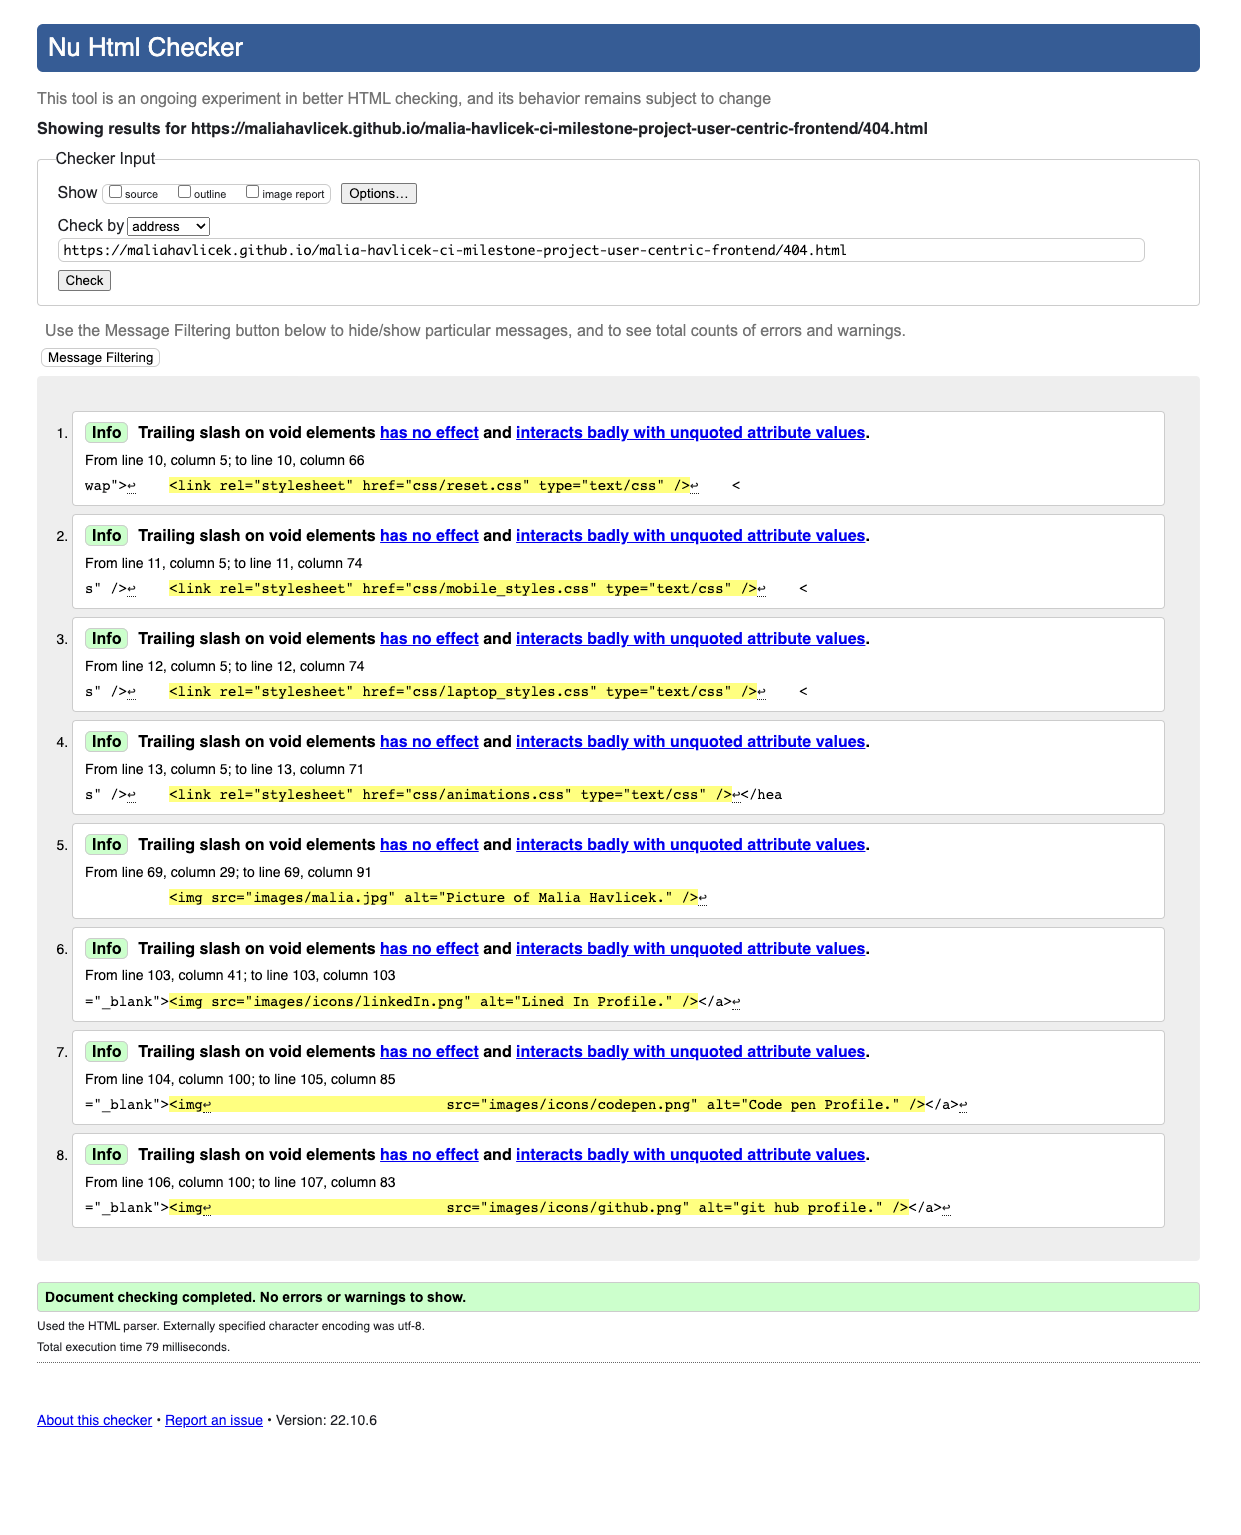 Nu Html Checker
This tool is an ongoing experiment in better HTML checking, and its behavior remains subject to change
Showing results for https://maliahavlicek.github.io/malia-havlicek-ci-milestone-project-user-centric-frontend/404.html
Checker Input
Show source outline image report Options...
Check by address
https://maliahavlicek.github.io/malia-havlicek-ci-milestone-project-user-centric-frontend/404.html
Check
Use the Message Filtering button below to hide/show particular messages, and to see total counts of errors and warnings.
Message Filtering
1. Info Trailing slash on void elements has no effect and interacts badly with unquoted attribute values.
From line 10, column 5; to line 10, column 66
wap">↩    <link rel="stylesheet" href="css/reset.css" type="text/css" />↩    <
2. Info Trailing slash on void elements has no effect and interacts badly with unquoted attribute values.
From line 11, column 5; to line 11, column 74
s" />↩    <link rel="stylesheet" href="css/mobile_styles.css" type="text/css" />↩    <
3. Info Trailing slash on void elements has no effect and interacts badly with unquoted attribute values.
From line 12, column 5; to line 12, column 74
s" />↩    <link rel="stylesheet" href="css/laptop_styles.css" type="text/css" />↩    <
4. Info Trailing slash on void elements has no effect and interacts badly with unquoted attribute values.
From line 13, column 5; to line 13, column 71
s" />↩    <link rel="stylesheet" href="css/animations.css" type="text/css" />↩</hea
5. Info Trailing slash on void elements has no effect and interacts badly with unquoted attribute values.
From line 69, column 29; to line 69, column 91
<img src="images/malia.jpg" alt="Picture of Malia Havlicek." />↩
6. Info Trailing slash on void elements has no effect and interacts badly with unquoted attribute values.
From line 103, column 41; to line 103, column 103
="_blank"><img src="images/icons/linkedIn.png" alt="Lined In Profile." /></a>↩
7. Info Trailing slash on void elements has no effect and interacts badly with unquoted attribute values.
From line 104, column 100; to line 105, column 85
="_blank"><img↩                            src="images/icons/codepen.png" alt="Code pen Profile." /></a>↩
8. Info Trailing slash on void elements has no effect and interacts badly with unquoted attribute values.
From line 106, column 100; to line 107, column 83
="_blank"><img↩                            src="images/icons/github.png" alt="git hub profile." /></a>↩
Document checking completed. No errors or warnings to show.
Used the HTML parser. Externally specified character encoding was utf-8.
Total execution time 79 milliseconds.
About this checker • Report an issue • Version: 22.10.6